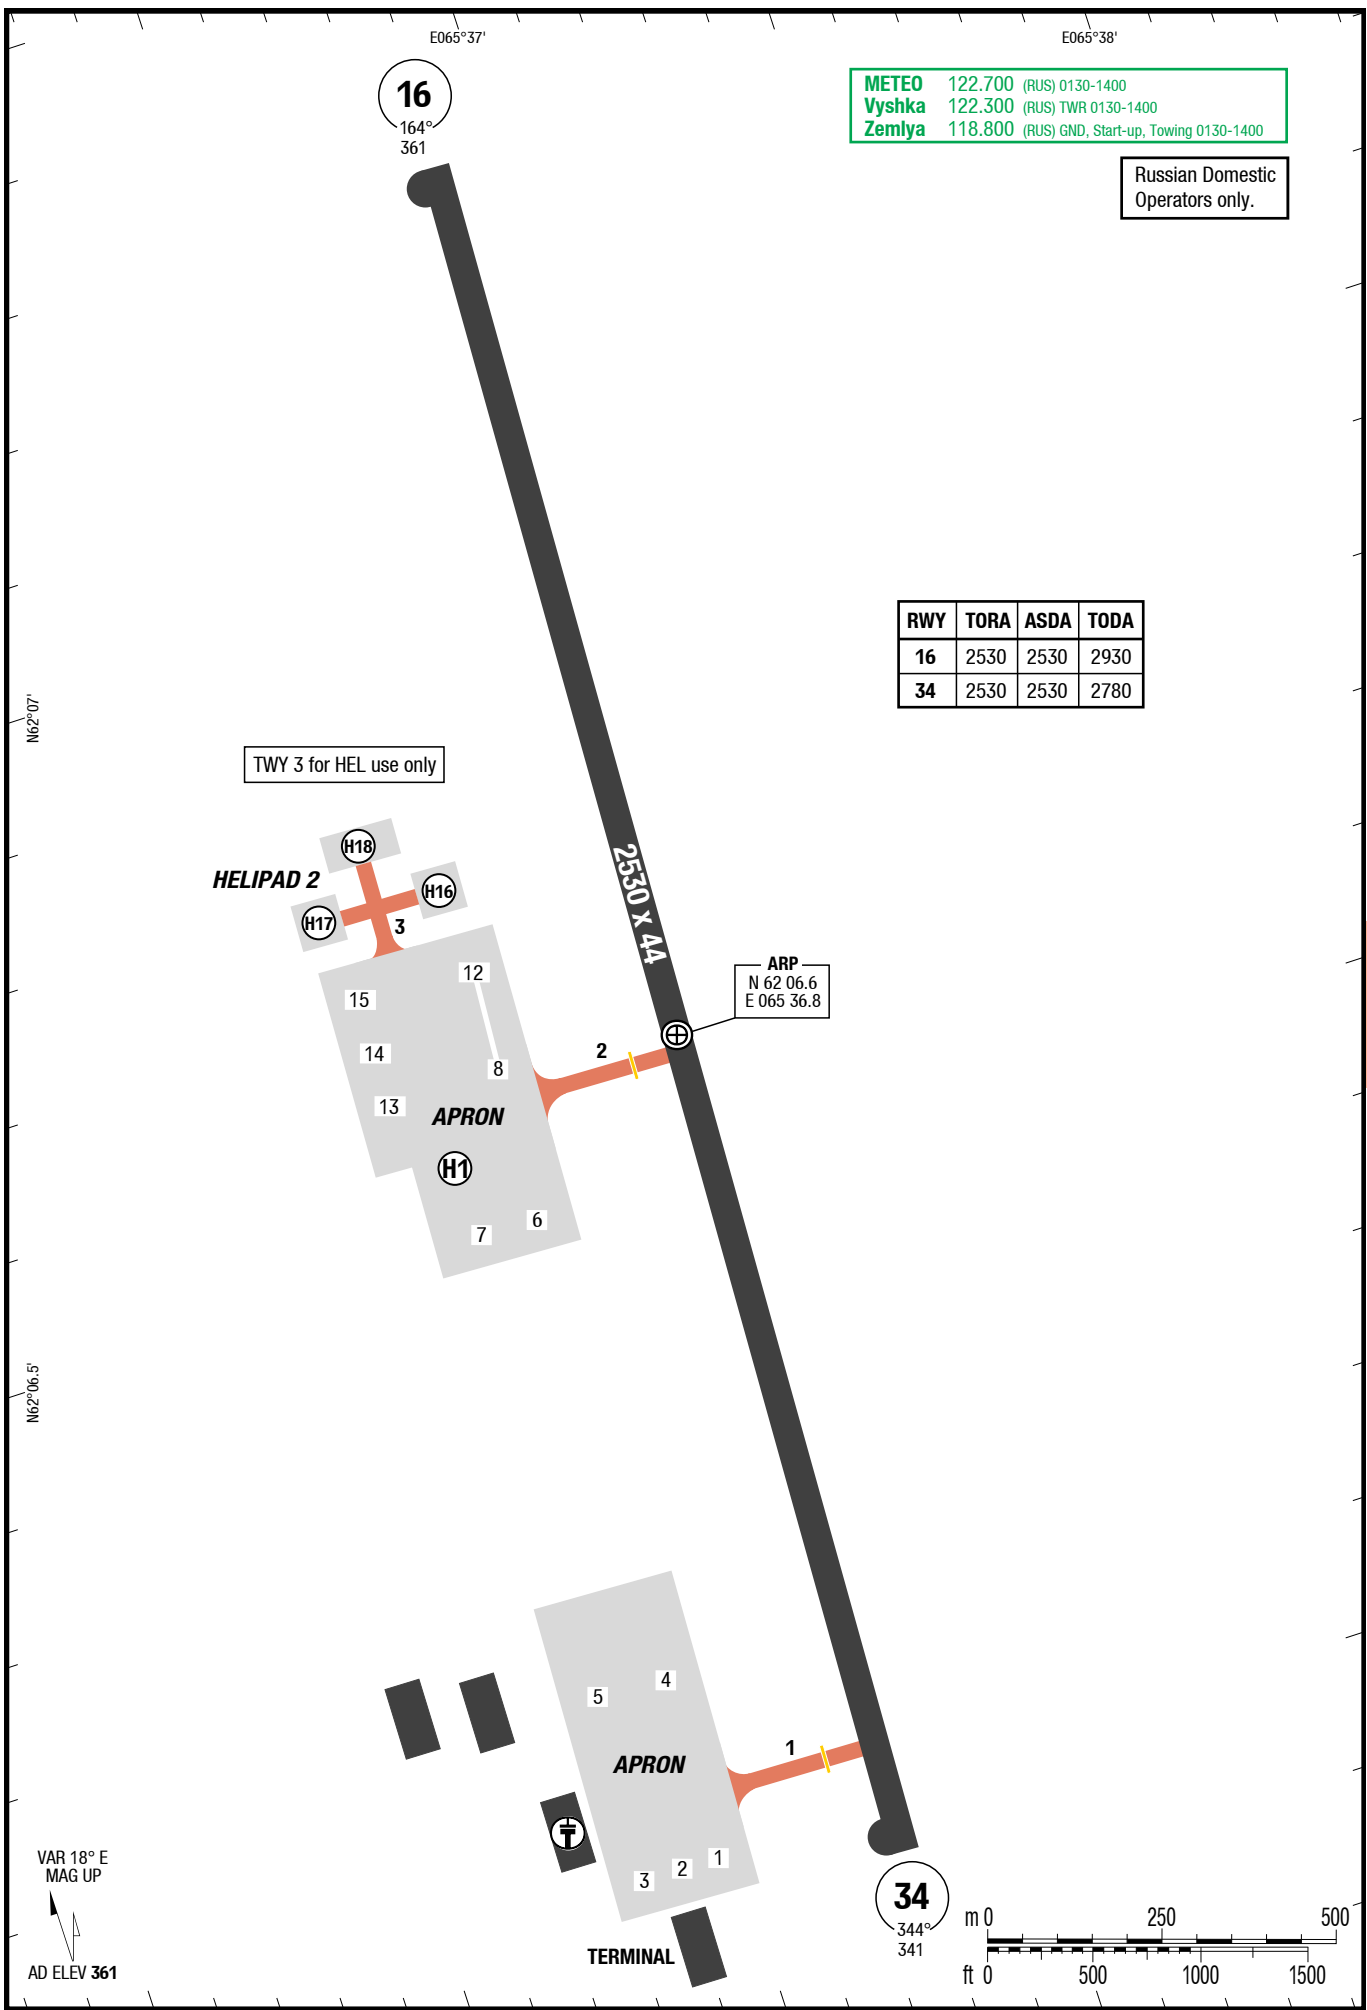 E065°37'
E065°38'
16
164°
361
METEO 122.700 (RUS) 0130-1400
Vyshka 122.300 (RUS) TWR 0130-1400
Zemlya 118.800 (RUS) GND, Start-up, Towing 0130-1400
Russian Domestic
Operators only.
RWY TORA ASDA TODA
16 2530 2530 2930
34 2530 2530 2780
N62°07'
TWY 3 for HEL use only
H18
HELIPAD 2
H16
H17
3
2530 x 44
12
15
ARP
N 62 06.6
E 065 36.8
14
8
2
13
APRON
H1
6
7
N62°06.5'
4
5
1
APRON
1
2
3
T
VAR 18° E
MAG UP
AD ELEV 361
34
344°
341
TERMINAL
m 0 250 500
ft 0 500 1000 1500